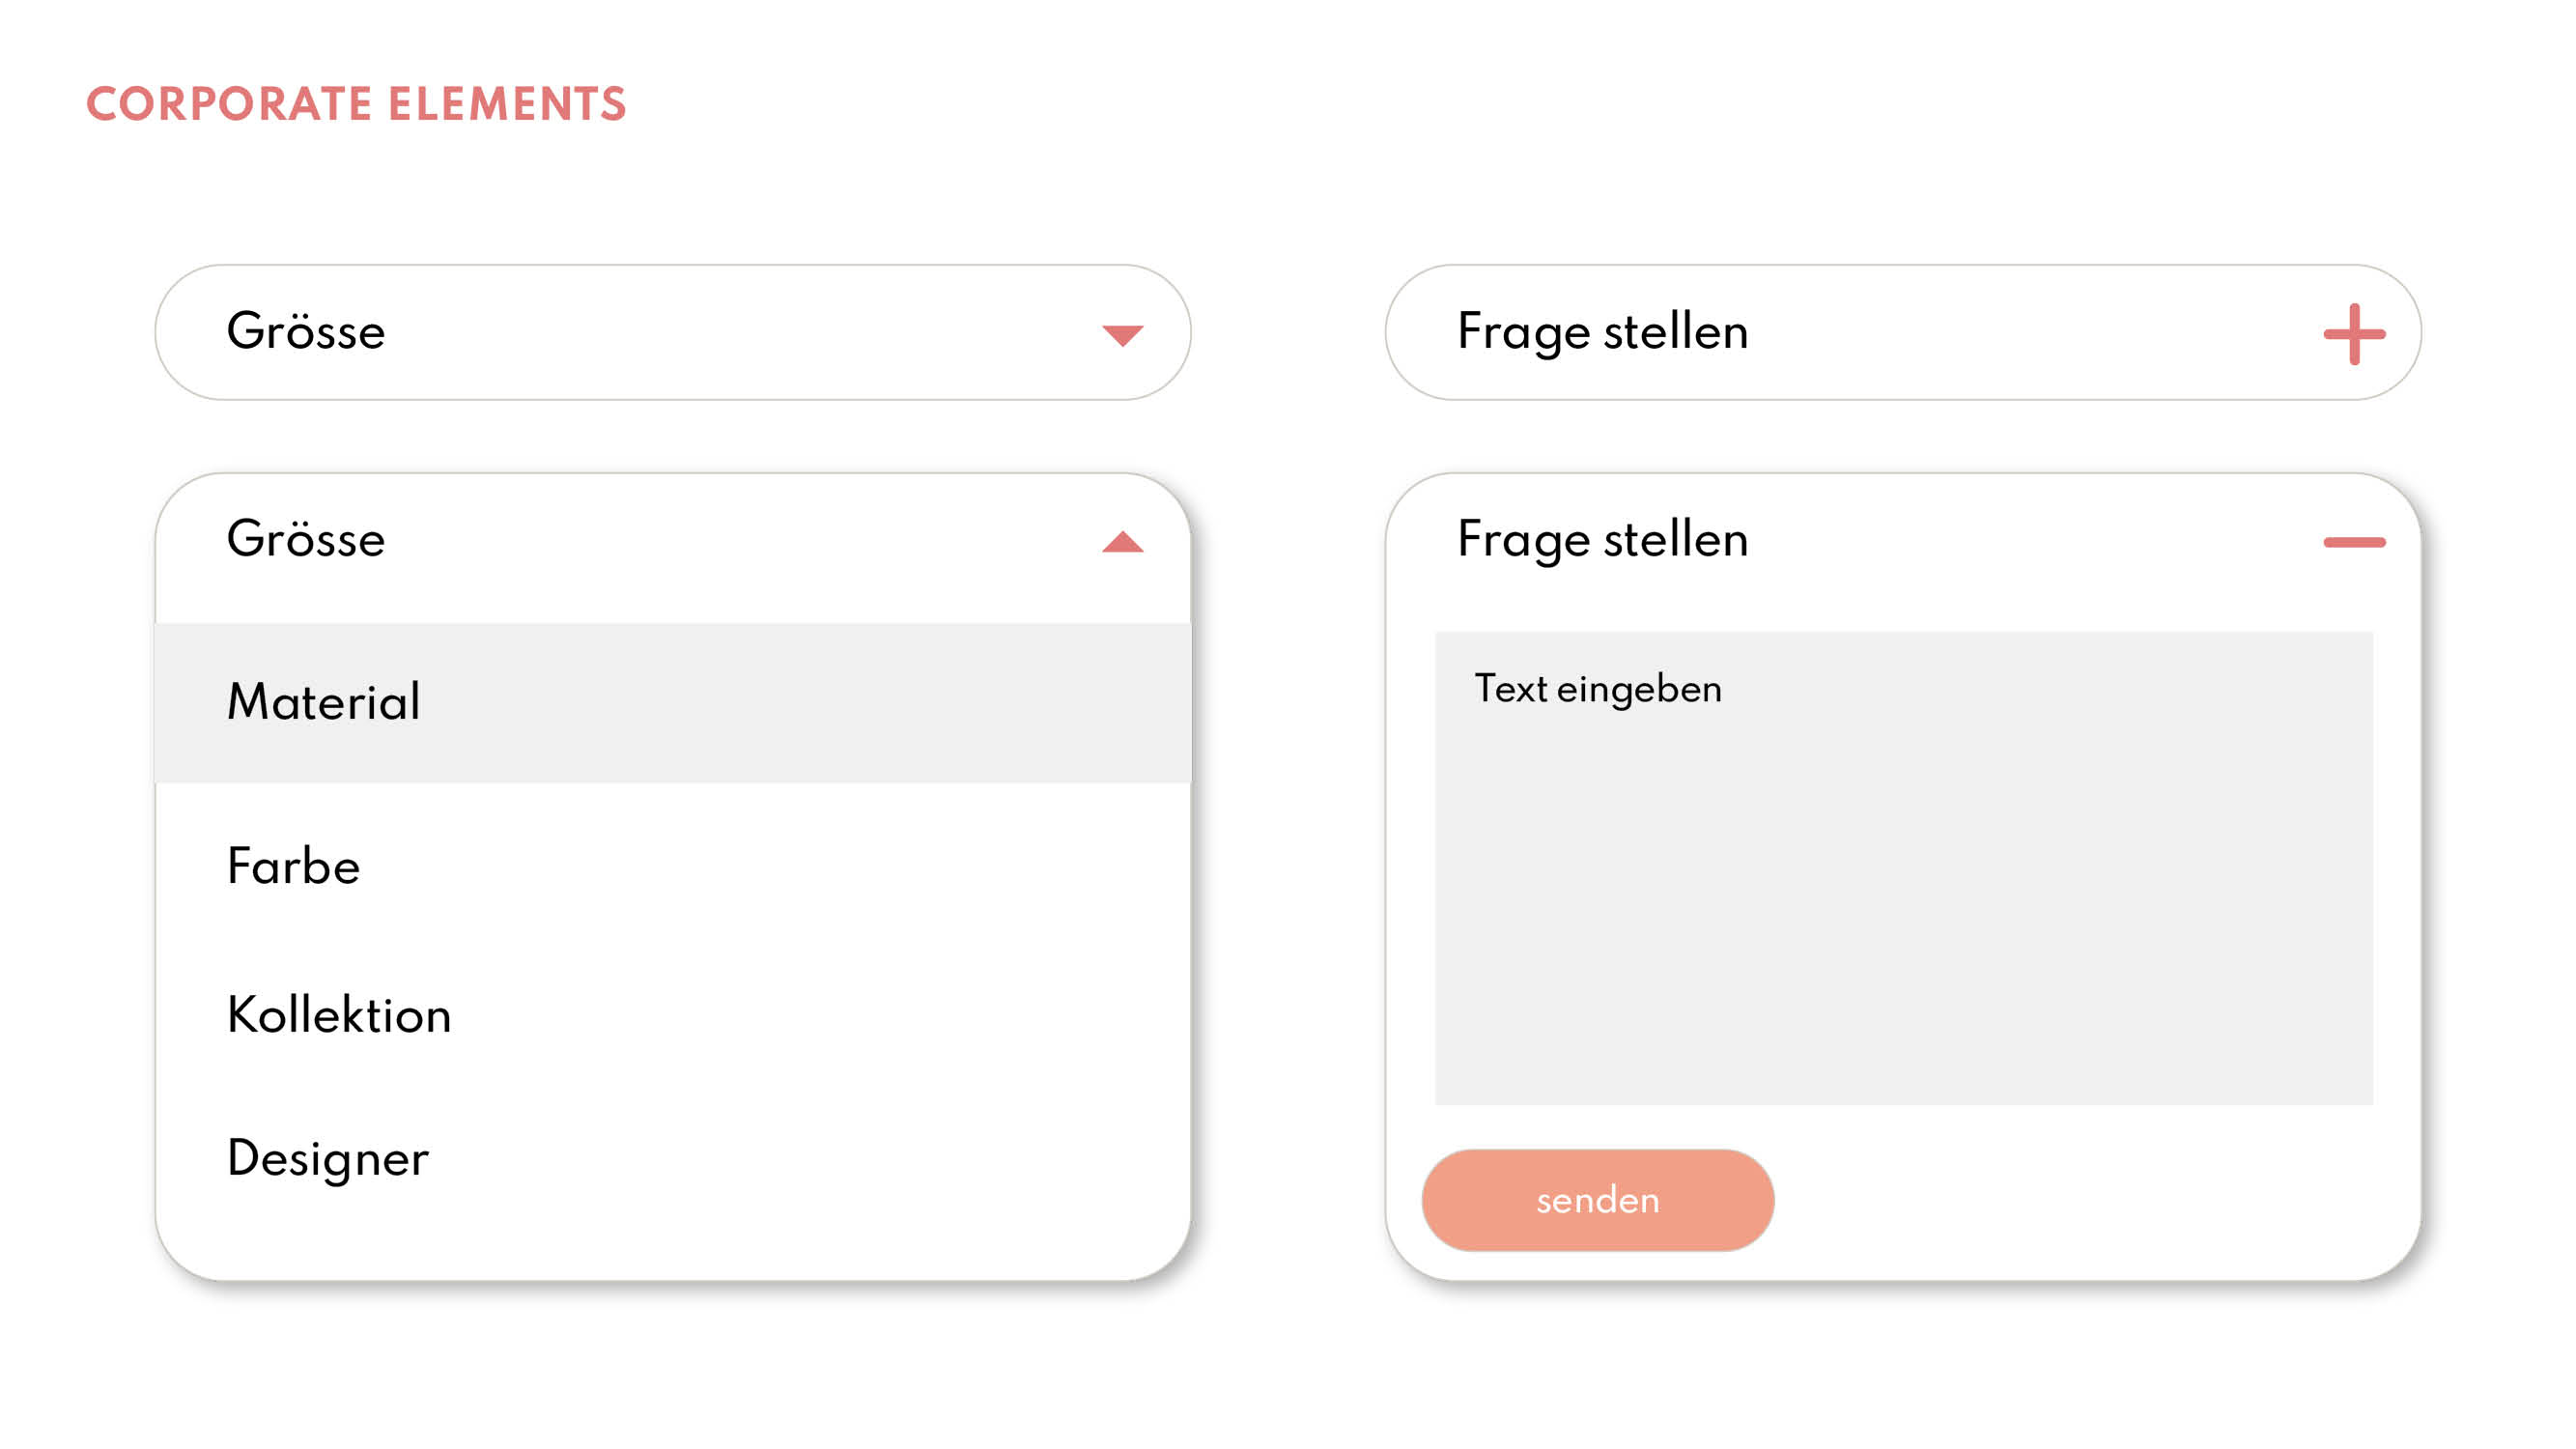 CORPORATE ELEMENTS
Grösse
Grösse
Material
Farbe
Kollektion
Designer
Frage stellen
Frage stellen
Text eingeben
senden